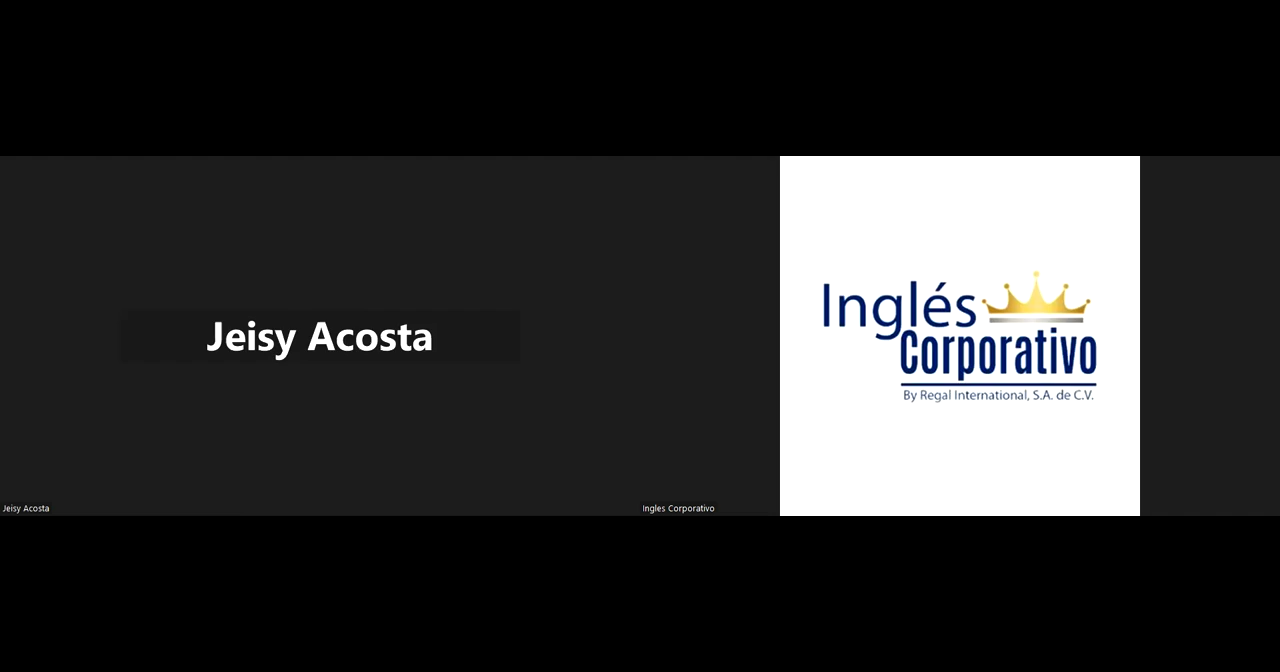 Jeisy Acosta
Inglés
Corporativo
By Regal International, S.A. de C.V.
Jeisy Acosta
Ingles Corporativo